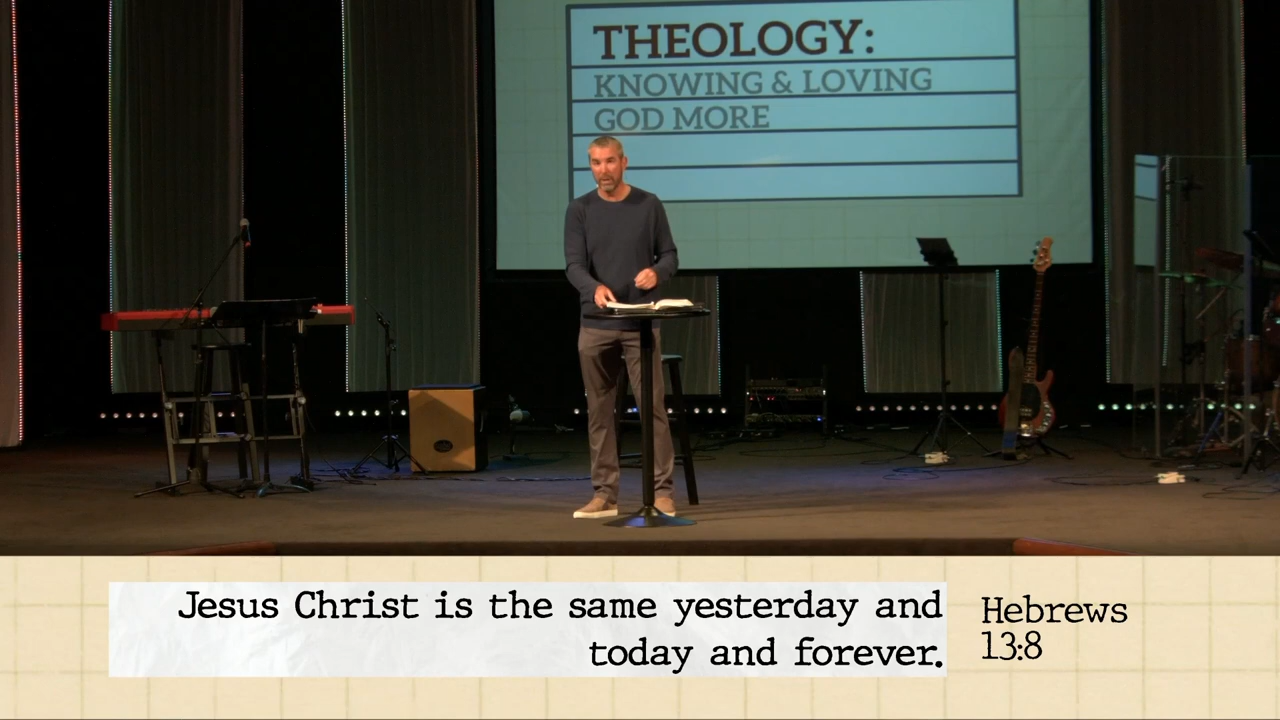 THEOLOGY:
KNOWING & LOVING
GOD MORE
Jesus Christ is the same yesterday and
today and forever.
Hebrews
13:8